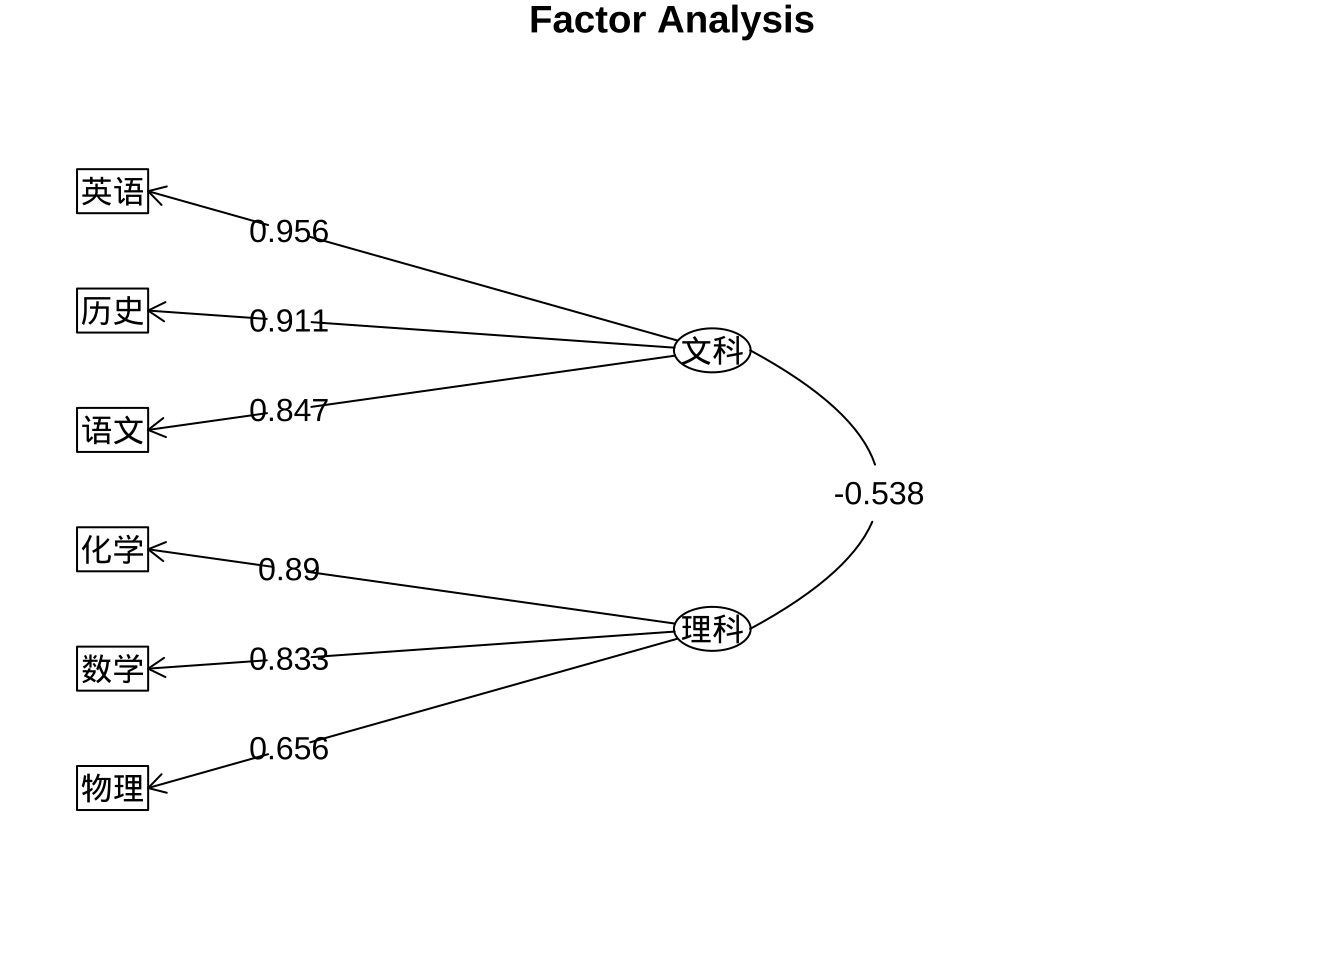 Factor Analysis
英语
0.956
历史
0.911
文科
语文
0.847
-0.538
化学
0.89
理科
数学
0.833
0.656
物理